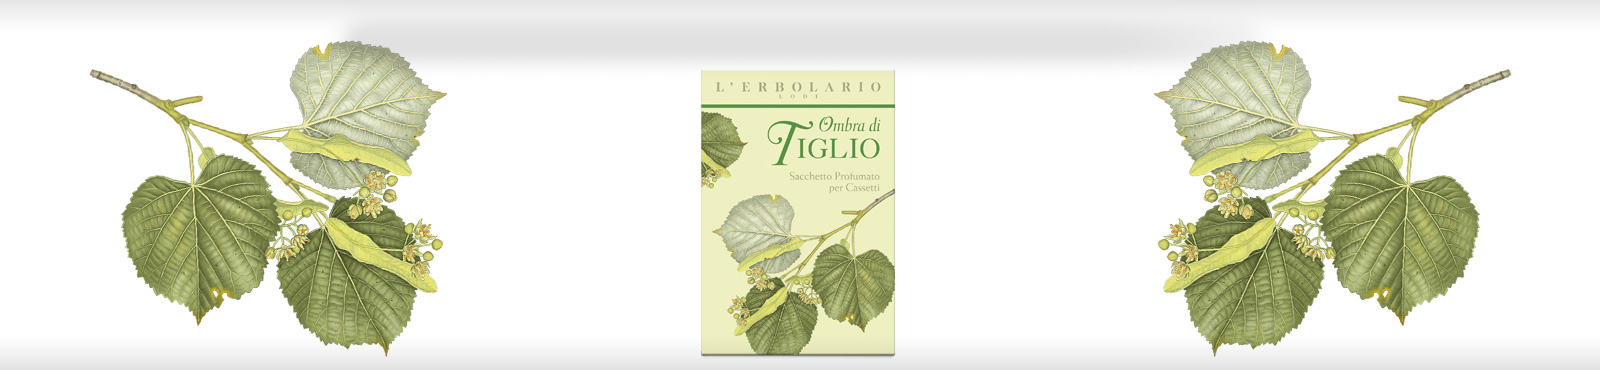 L'ERBOLARIO
LODI
Ombra di
TIGLIO
Sacchetto Profumato
per Cassetti